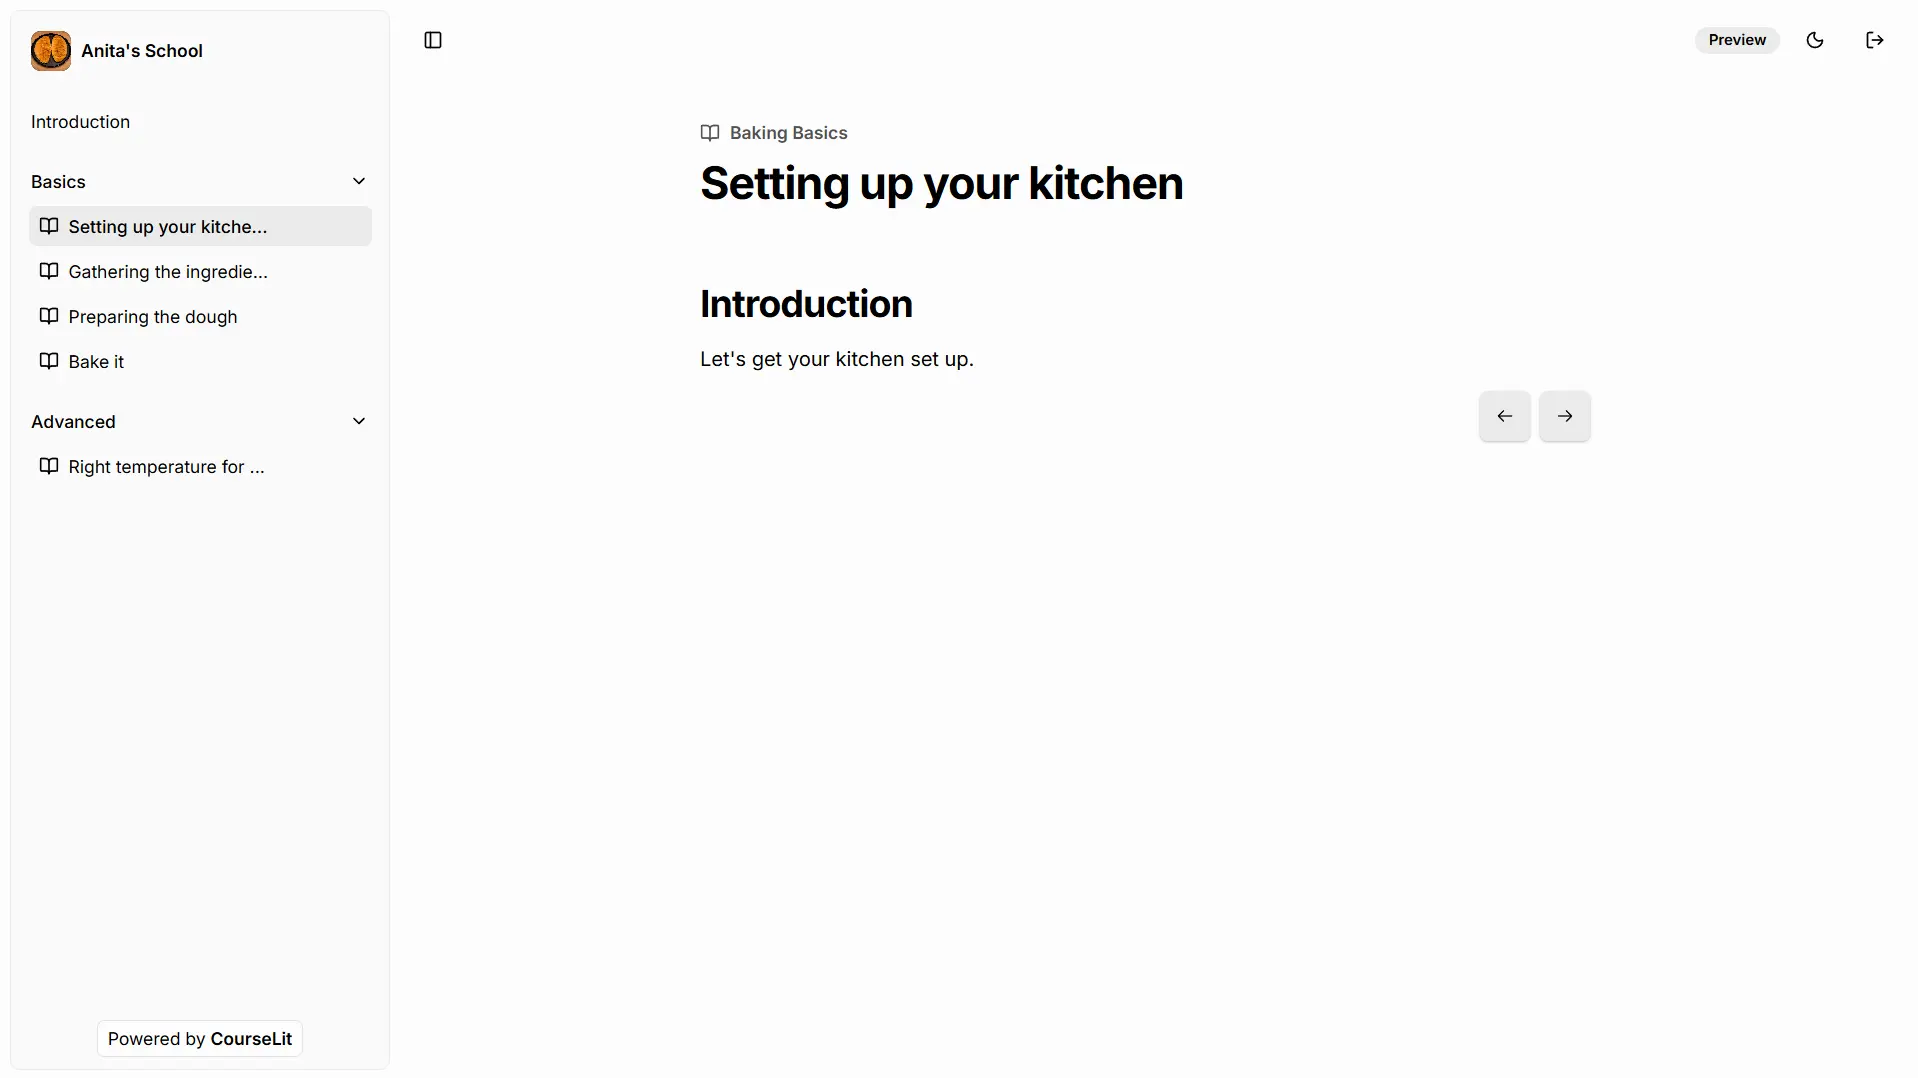 Anita's School
Introduction
Basics
Setting up your kitche...
Gathering the ingredie...
Preparing the dough
Bake it
Advanced
Right temperature for ...
Powered by CourseLit
Preview
Baking Basics
Setting up your kitchen
Introduction
Let's get your kitchen set up.